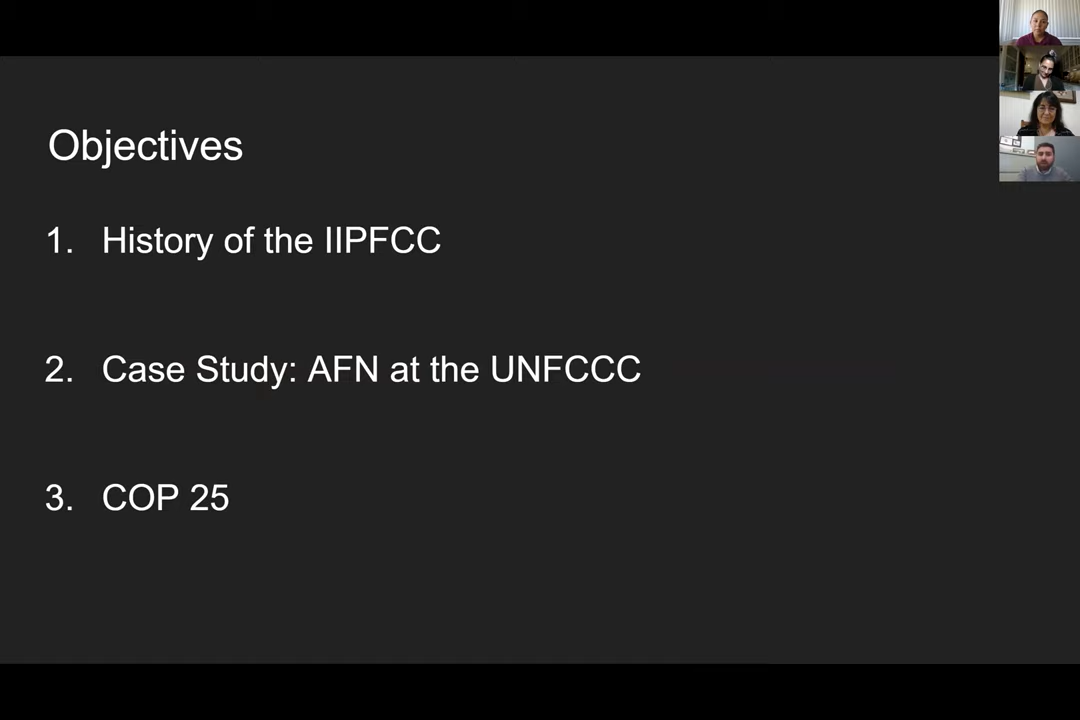 Objectives
1. History of the IIPFCC
2. Case Study: AFN at the UNFCCC
3. COP 25